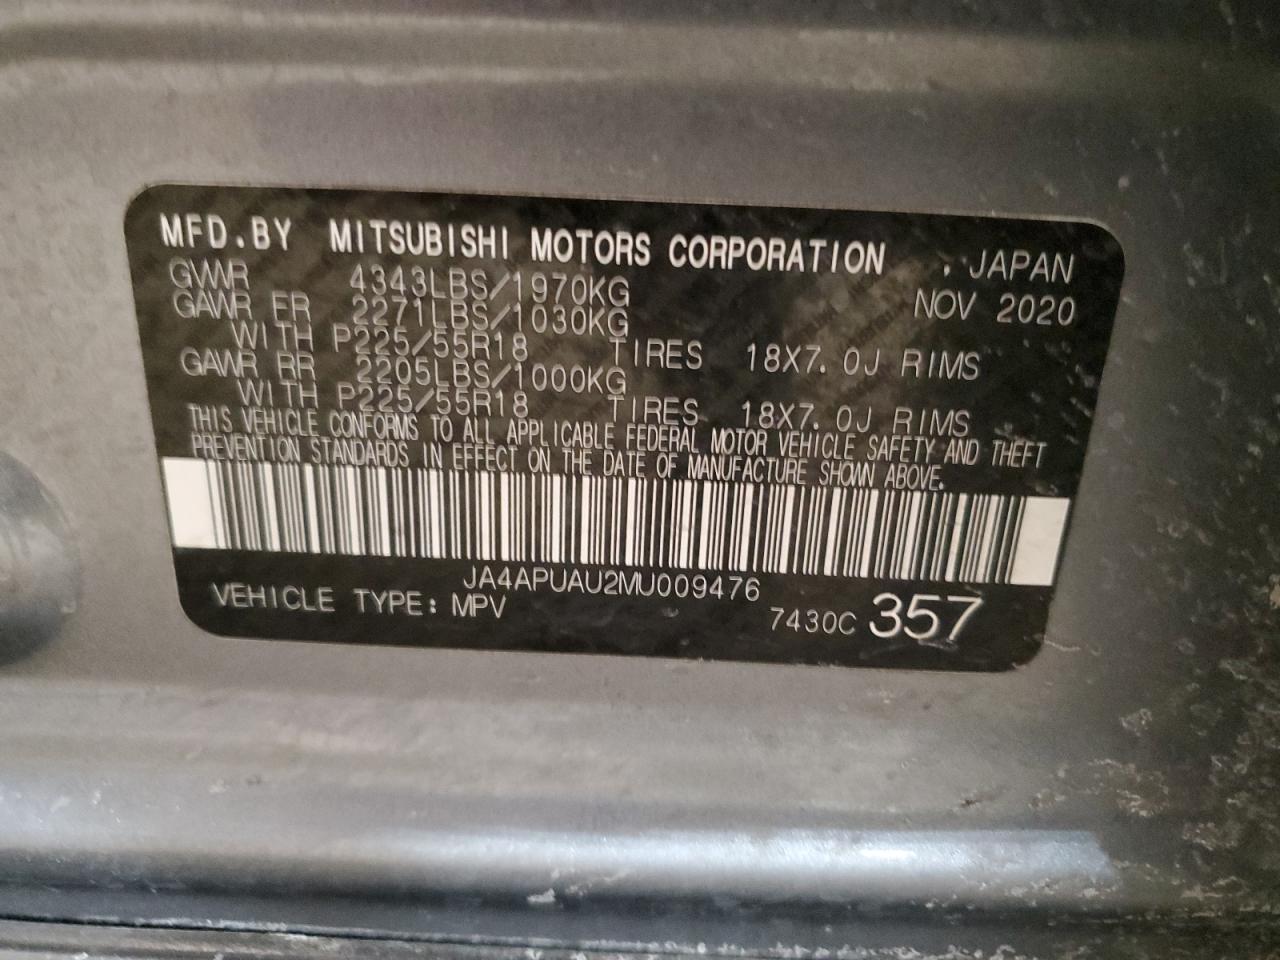 MFD.BY MITSUBISHI MOTORS CORPORATION . JAPAN
GVWR 4343LBS/1970KG NOV 2020
GAWR FR 2271LBS/1030KG
WITH P225/55R18 TIRES 18X7.0J RIMS
GAWR RR 2205LBS/1000KG
WITH P225/55R18 TIRES 18X7.0J RIMS
THIS VEHICLE CONFORMS TO ALL APPLICABLE FEDERAL MOTOR VEHICLE SAFETY AND THEFT
PREVENTION STANDARDS IN EFFECT ON THE DATE OF MANUFACTURE SHOWN ABOVE.
JA4APUAU2MU009476
VEHICLE TYPE: MPV 7430C 357